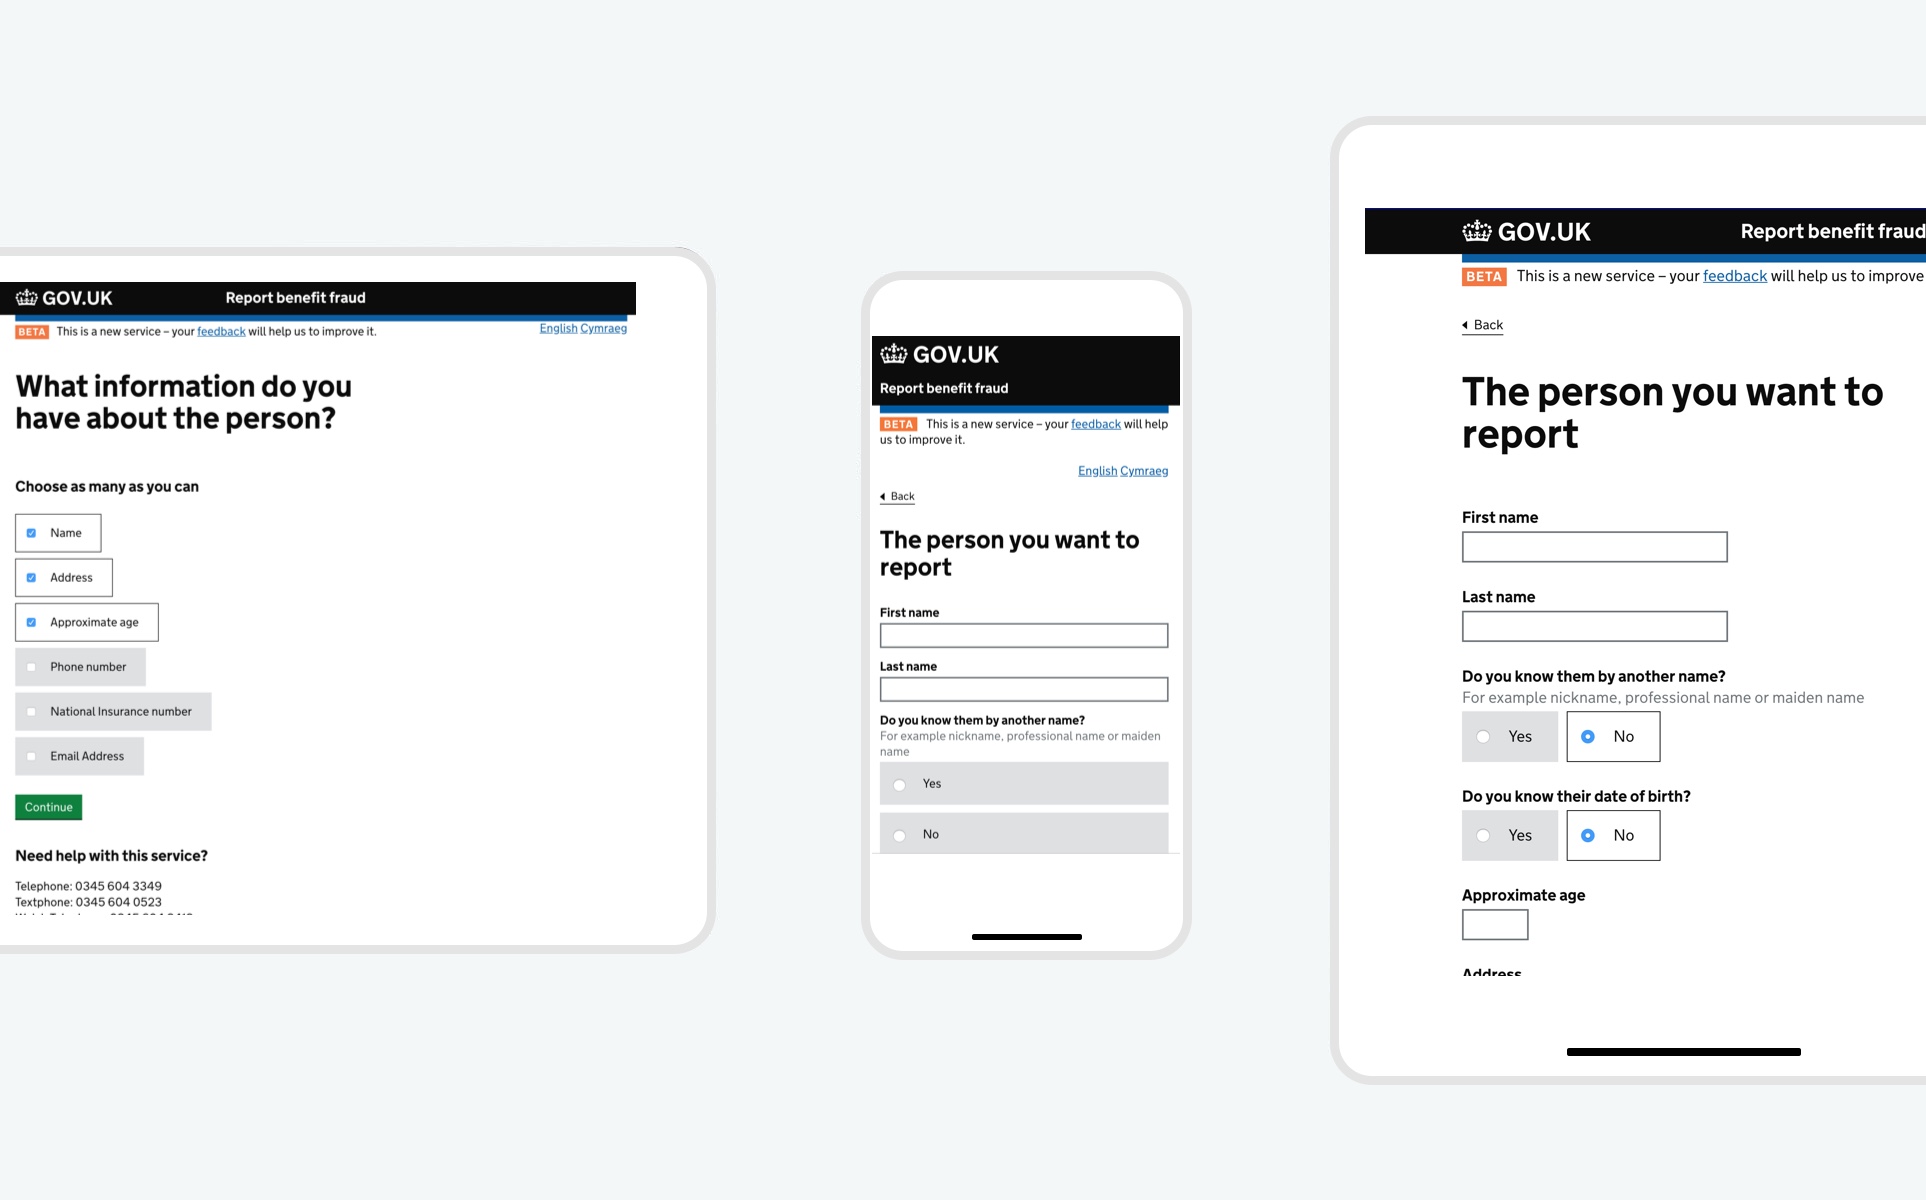 GOV.UK
Report benefit fraud
BETA This is a new service – your feedback will help us to improve it.
English Cymraeg
What information do you
have about the person?
Choose as many as you can
Name
Address
Approximate age
Phone number
National Insurance number
Email Address
Continue
Need help with this service?
Telephone: 0345 604 3349
Textphone: 0345 604 0523
GOV.UK
Report benefit fraud
BETA This is a new service – your feedback will help
us to improve it.
English Cymraeg
Back
The person you want to
report
First name
Last name
Do you know them by another name?
For example nickname, professional name or maiden
name
Yes
No
GOV.UK
Report benefit fraud
BETA This is a new service – your feedback will help us to improve
Back
The person you want to
report
First name
Last name
Do you know them by another name?
For example nickname, professional name or maiden name
Yes No
Do you know their date of birth?
Yes No
Approximate age
Address